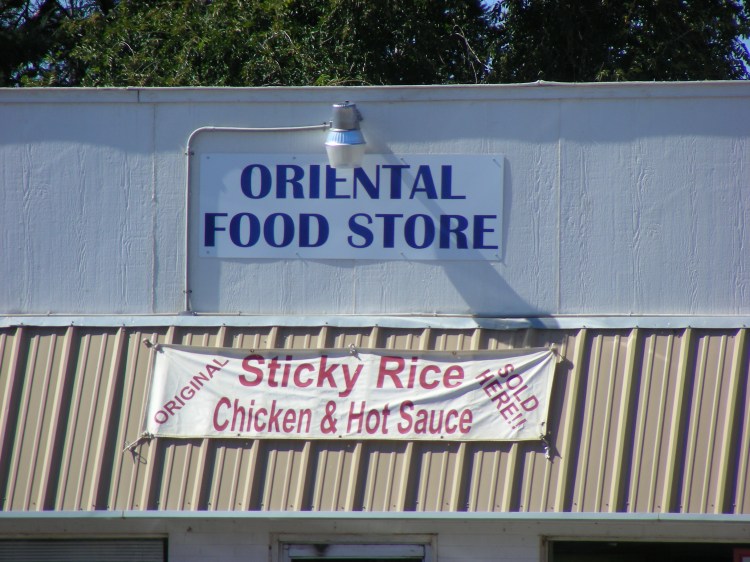 ORIENTAL
FOOD STORE
ORIGINAL
Sticky Rice
Chicken & Hot Sauce
SOLD
HERE!!